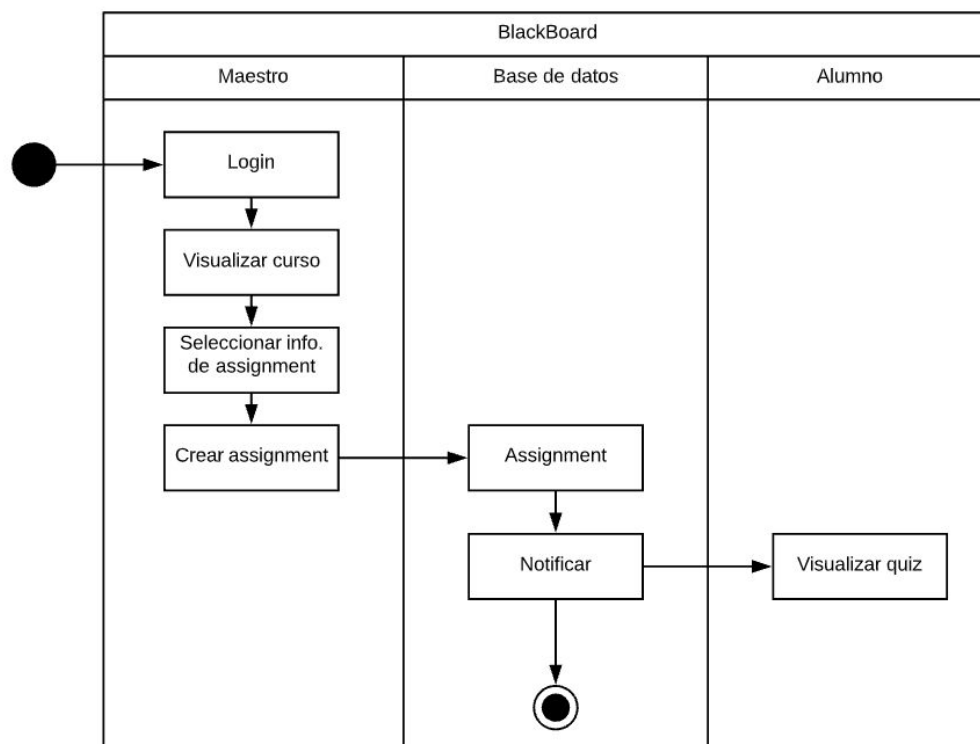 BlackBoard
Maestro
Base de datos
Alumno
Login
Visualizar curso
Seleccionar info.
de assignment
Crear assignment
Assignment
Notificar
Visualizar quiz